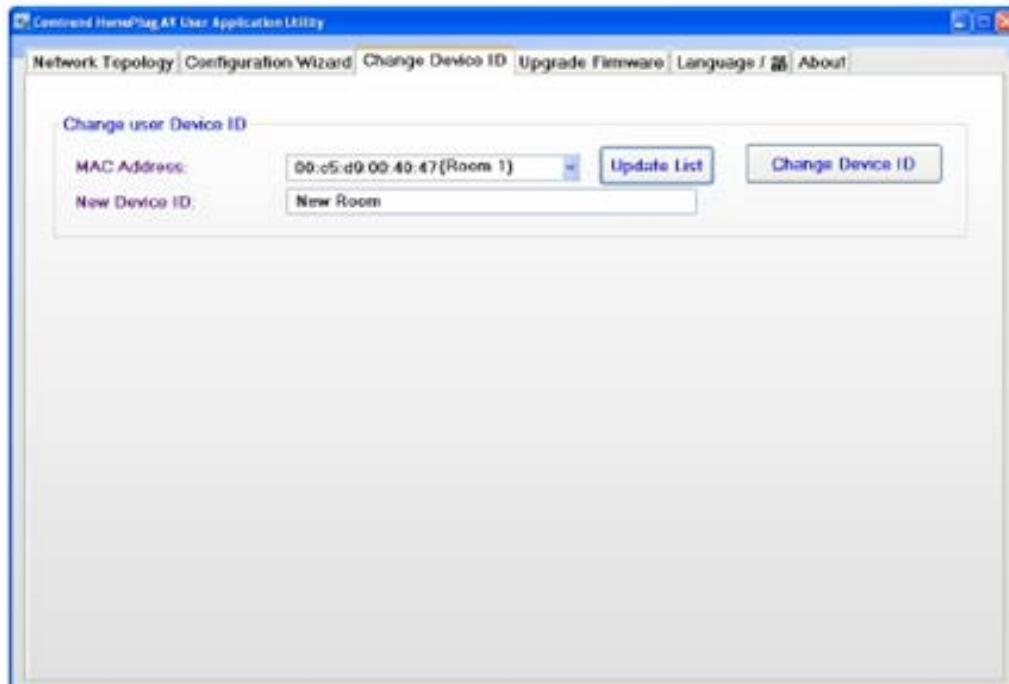 Comtrend HomePlug AV User Application Utility
Network Topology Configuration Wizard Change Device ID Upgrade Firmware Language / 語 About
Change user Device ID
MAC Address: 00:c5:d9:00:40:47(Room 1) Update List Change Device ID
New Device ID: New Room